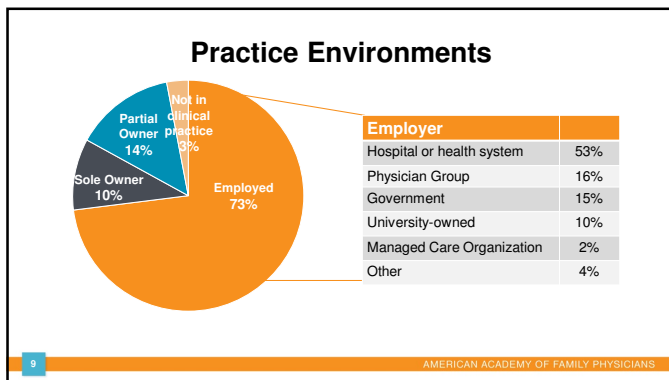 Practice Environments
Not in
clinical
practice
3%
Partial
Owner
14%
Sole Owner
10%
Employed
73%
Employer
Hospital or health system 53%
Physician Group 16%
Government 15%
University-owned 10%
Managed Care Organization 2%
Other 4%
9 AMERICAN ACADEMY OF FAMILY PHYSICIANS